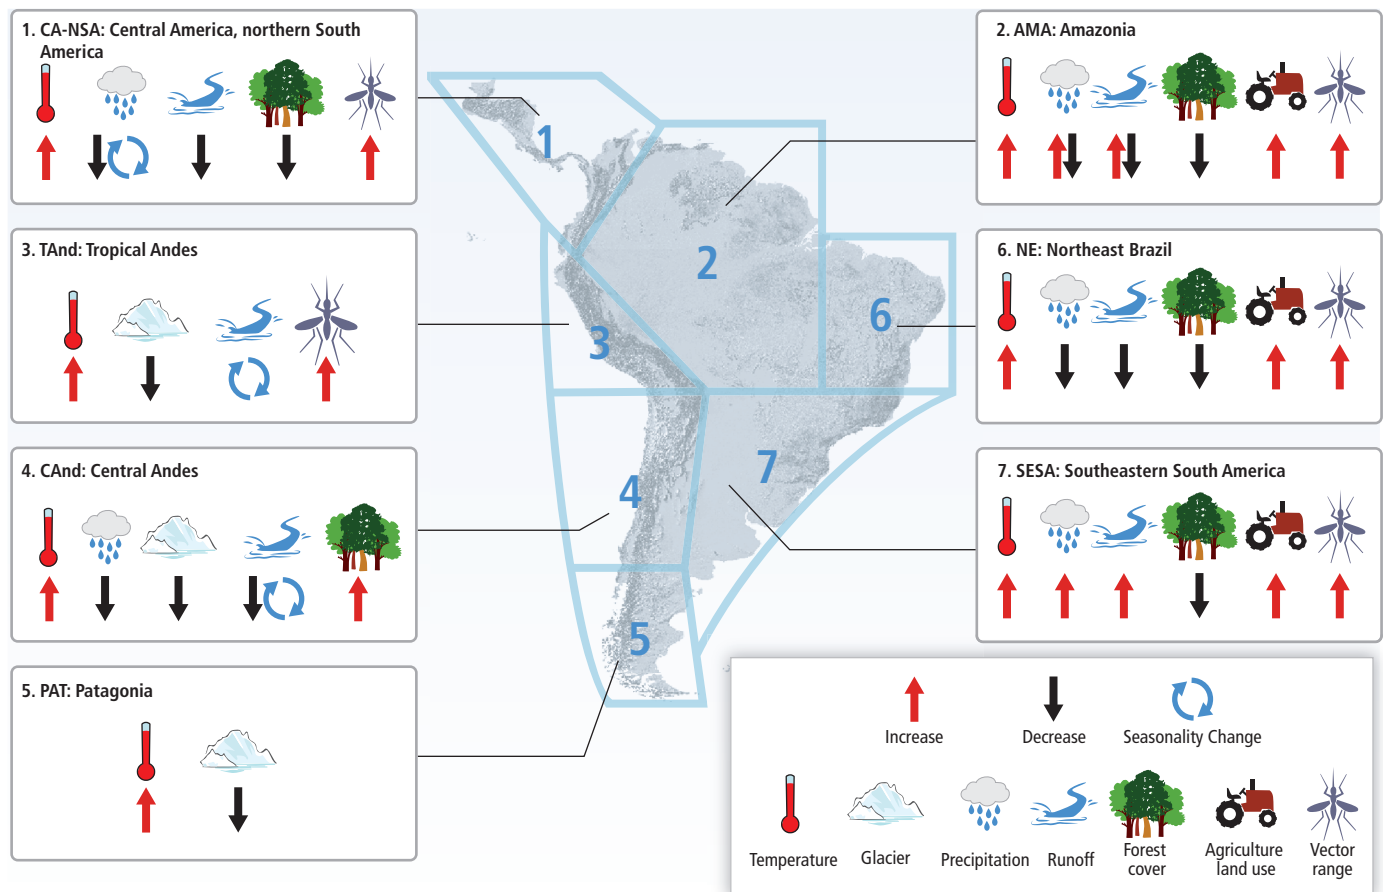 1. CA-NSA: Central America, northern South
America
2. AMA: Amazonia
3. TAnd: Tropical Andes
6. NE: Northeast Brazil
4. CAnd: Central Andes
7. SESA: Southeastern South America
5. PAT: Patagonia
1
2
3
6
4
7
5
Increase
Decrease
Seasonality Change
Temperature
Glacier
Precipitation
Runoff
Forest
cover
Agriculture
land use
Vector
range